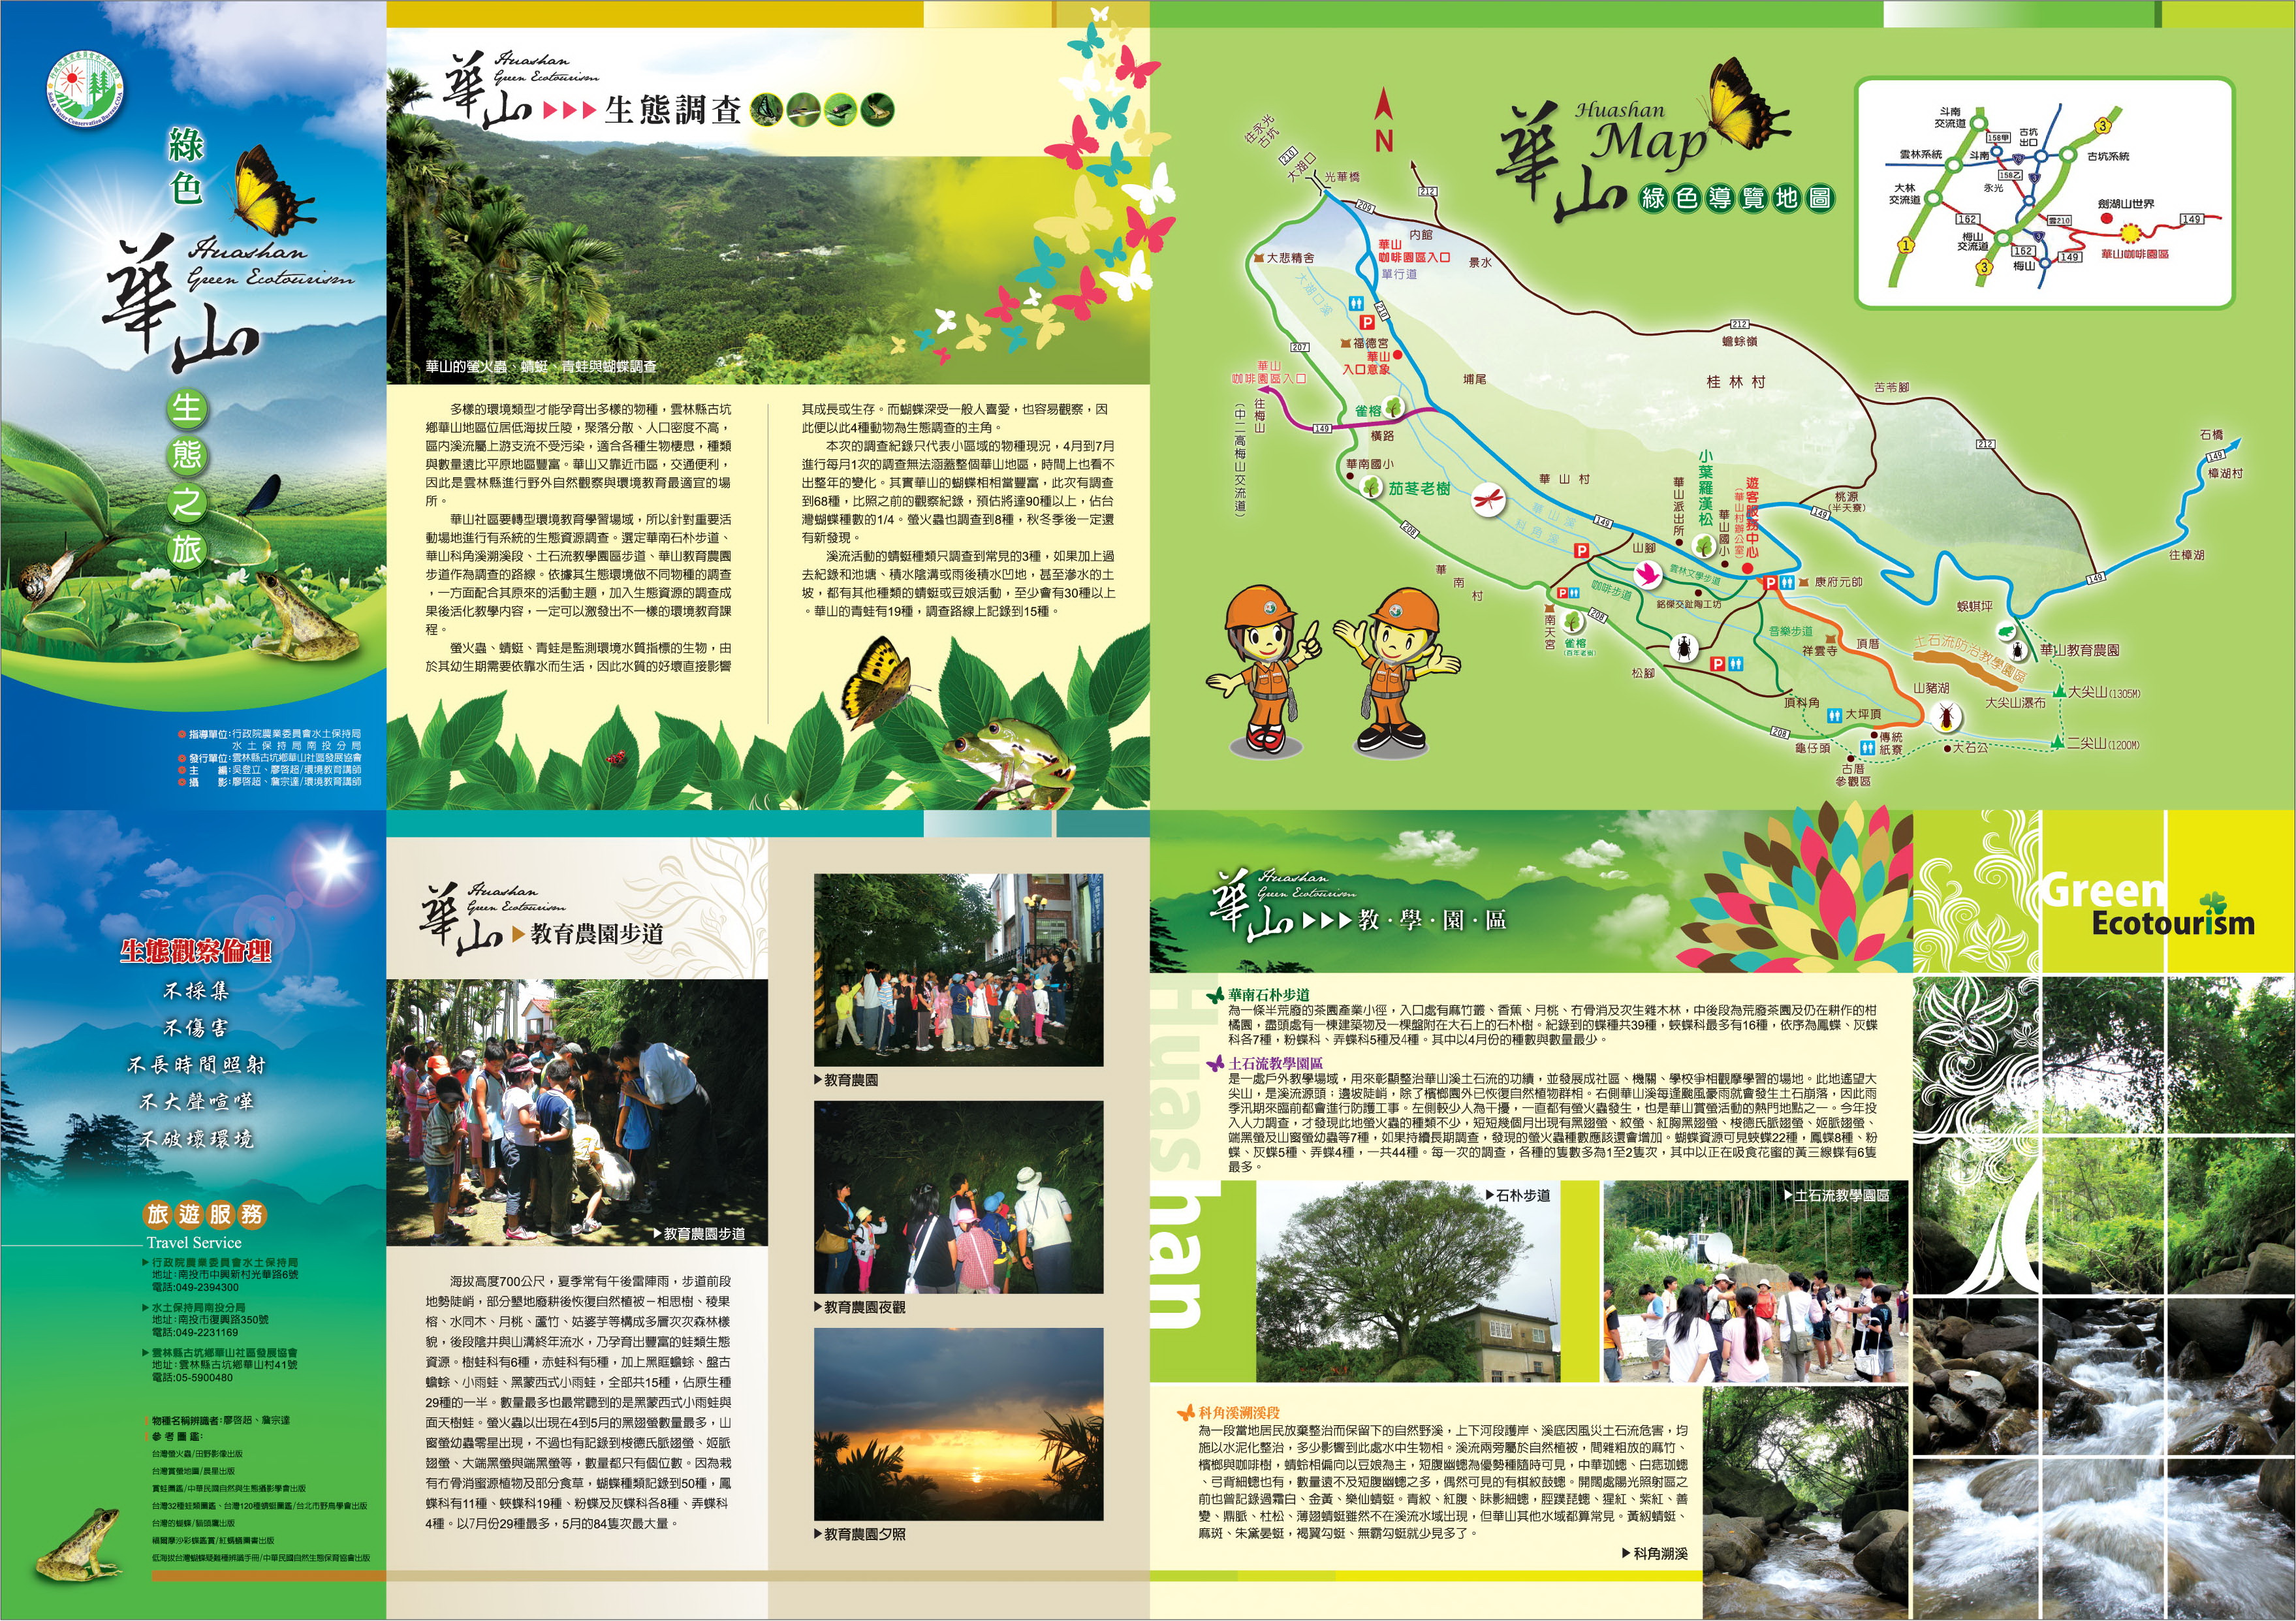 綠色
華山
Huashan
Green Ecotourism
生態之旅
指導單位:行政院農業委員會水土保持局
水土保持局南投分局
發行單位:雲林縣古坑鄉華山社區發展協會
主 編:吳登立、廖啓超/環境教育講師
攝 影:廖啓超、詹宗達/環境教育講師
華山
Huashan
Green Ecotourism
生態調查
華山的螢火蟲、蜻蜓、青蛙與蝴蝶調查
多樣的環境類型才能孕育出多樣的物種，雲林縣古坑
鄉華山地區位居低海拔丘陵，聚落分散、人口密度不高，
區內溪流屬上游支流不受污染，適合各種生物棲息，種類
與數量遠比平原地區豐富。華山又靠近市區，交通便利，
因此是雲林縣進行野外自然觀察與環境教育最適宜的場
所。
華山社區要轉型環境教育學習場域，所以針對重要活
動場地進行有系統的生態資源調查。選定華南石朴步道、
華山科角溪溯溪段、土石流教學園區步道、華山教育農園
步道作為調查的路線。依據其生態環境做不同物種的調查
，一方面配合其原來的活動主題，加入生態資源的調查成
果後活化教學內容，一定可以激發出不一樣的環境教育課
程。
螢火蟲、蜻蜓、青蛙是監測環境水質指標的生物，由
於其幼生期需要依靠水而生活，因此水質的好壞直接影響
其成長或生存。而蝴蝶深受一般人喜愛，也容易觀察，因
此便以此4種動物為生態調查的主角。
本次的調查紀錄只代表小區域的物種現況，4月到7月
進行每月1次的調查無法涵蓋整個華山地區，時間上也看不
出整年的變化。其實華山的蝴蝶相相當豐富，此次有調查
到68種，比照之前的觀察紀錄，預估將達90種以上，佔台
灣蝴蝶種數的1/4。螢火蟲也調查到8種，秋冬季後一定還
有新發現。
溪流活動的蜻蜓種類只調查到常見的3種，如果加上過
去紀錄和池塘、積水陰溝或雨後積水凹地，甚至滲水的土
坡，都有其他種類的蜻蜓或豆娘活動，至少會有30種以上
。華山的青蛙有19種，調查路線上記錄到15種。
華山
Huashan
Map
綠色導覽地圖
N
往永光
古坑
210
大湖口
光華橋
209
212
內館
華山
咖啡園區入口
單行道
景水
大悲精舍
大湖口溪
P
210
福德宮
華山
入口意象
207
華山
咖啡園區入口
往梅山
(中二高梅山交流道)
149
雀榕
橫路
埔尾
212
蟾蜍嶺
桂林村
苦苓腳
212
石橋
149
樟湖村
往樟湖
149
華南國小
茄苳老樹
華山村
華山溪
科角溪
149
208
華南村
小葉羅漢松
華山派出所
華山國小
遊客服務中心
(華山村辦公室)
桃源
(半天寮)
149
山腳
P
雲林文學步道
咖啡步道
銘傑交趾陶工坊
P
康府元帥
P
南天宮
208
雀榕
(百年老樹)
松腳
P
音樂步道
祥雲寺
頂厝
蜈蜞坪
土石流防治教學園區
華山教育農園
大尖山(1305M)
大尖山瀑布
山豬湖
頂科角
大坪頂
208
龜仔頭
傳統
紙寮
大石公
二尖山(1200M)
古厝
參觀區
斗南
交流道
158甲
古坑
出口
3
雲林系統
斗南
古坑系統
158乙
3
大林
交流道
永光
162
雲210
劍湖山世界
149
1
梅山
交流道
3
162
149
3
梅山
華山咖啡園區
生態觀察倫理
不採集
不傷害
不長時間照射
不大聲喧嘩
不破壞環境
旅遊服務
Travel Service
行政院農業委員會水土保持局
地址:南投市中興新村光華路6號
電話:049-2394300
水土保持局南投分局
地址:南投市復興路350號
電話:049-2231169
雲林縣古坑鄉華山社區發展協會
地址:雲林縣古坑鄉華山村41號
電話:05-5900480
物種名稱辨識者:廖啓超、詹宗達
參考圖鑑:
台灣螢火蟲/田野影像出版
台灣賞螢地圖/晨星出版
賞蛙圖鑑/中華民國自然與生態攝影學會出版
台灣32種蛙類圖鑑、台灣120種蜻蜓圖鑑/台北市野鳥學會出版
台灣的蝴蝶/貓頭鷹出版
福爾摩沙彩蝶鑑賞/紅螞蟻圖書出版
低海拔台灣蝴蝶疑難種辨識手冊/中華民國自然生態保育協會出版
華山
Huashan
Green Ecotourism
教育農園步道
教育農園步道
海拔高度700公尺，夏季常有午後雷陣雨，步道前段
地勢陡峭，部分墾地廢耕後恢復自然植被－相思樹、稜果
榕、水同木、月桃、蘆竹、姑婆芋等構成多層次次森林樣
貌，後段陰井與山溝終年流水，乃孕育出豐富的蛙類生態
資源。樹蛙科有6種，赤蛙科有5種，加上黑眶蟾蜍、盤古
蟾蜍、小雨蛙、黑蒙西式小雨蛙，全部共15種，佔原生種
29種的一半。數量最多也最常聽到的是黑蒙西式小雨蛙與
面天樹蛙。螢火蟲以出現在4到5月的黑翅螢數量最多，山
窗螢幼蟲零星出現，不過也有記錄到梭德氏脈翅螢、姬脈
翅螢、大端黑螢與端黑螢等，數量都只有個位數。因為栽
有冇骨消蜜源植物及部分食草，蝴蝶種類記錄到50種，鳳
蝶科有11種、蛺蝶科19種、粉蝶及灰蝶科各8種、弄蝶科
4種。以7月份29種最多，5月的84隻次最大量。
教育農園
教育農園夜觀
教育農園夕照
華山
Huashan
Green Ecotourism
教·學·園·區
Huashan
華南石朴步道
為一條半荒廢的茶園產業小徑，入口處有麻竹叢、香蕉、月桃、冇骨消及次生雜木林，中後段為荒廢茶園及仍在耕作的柑
橘園，盡頭處有一棟建築物及一棵盤附在大石上的石朴樹。紀錄到的蝶種共39種，蛺蝶科最多有16種，依序為鳳蝶、灰蝶
科各7種，粉蝶科、弄蝶科5種及4種。其中以4月份的種數與數量最少。
土石流教學園區
是一處戶外教學場域，用來彰顯整治華山溪土石流的功績，並發展成社區、機關、學校爭相觀摩學習的場地。此地遙望大
尖山，是溪流源頭；邊坡陡峭，除了檳榔園外已恢復自然植物群相。右側華山溪每逢颱風豪雨就會發生土石崩落，因此雨
季汛期來臨前都會進行防護工事。左側較少人為干擾，一直都有螢火蟲發生，也是華山賞螢活動的熱門地點之一。今年投
入人力調查，才發現此地螢火蟲的種類不少，短短幾個月出現有黑翅螢、紋螢、紅胸黑翅螢、梭德氏脈翅螢、姬脈翅螢、
端黑螢及山窗螢幼蟲等7種，如果持續長期調查，發現的螢火蟲種數應該還會增加。蝴蝶資源可見蛺蝶22種，鳳蝶8種、粉
蝶、灰蝶5種、弄蝶4種，一共44種。每一次的調查，各種的隻數多為1至2隻次，其中以正在吸食花蜜的黃三線蝶有6隻
最多。
石朴步道
土石流教學園區
科角溪溯溪段
為一段當地居民放棄整治而保留下的自然野溪，上下河段護岸、溪底因風災土石流危害，均
施以水泥化整治，多少影響到此處水中生物相。溪流兩旁屬於自然植被，間雜粗放的麻竹、
檳榔與咖啡樹，蜻蛉相偏向以豆娘為主，短腹幽蟌為優勢種隨時可見，中華珈蟌、白痣珈蟌
、弓背細蟌也有，數量遠不及短腹幽蟌之多，偶然可見的有棋紋鼓蟌。開闊處陽光照射區之
前也曾記錄過霜白、金黃、樂仙蜻蜓。青紋、紅腹、昧影細蟌，脛蹼琵蟌、猩紅、紫紅、善
變、鼎脈、杜松、薄翅蜻蜓雖然不在溪流水域出現，但華山其他水域都算常見。黃紉蜻蜓、
麻斑、朱黛晏蜓，褐翼勾蜓、無霸勾蜓就少見多了。
科角溯溪
Green
Ecotourism